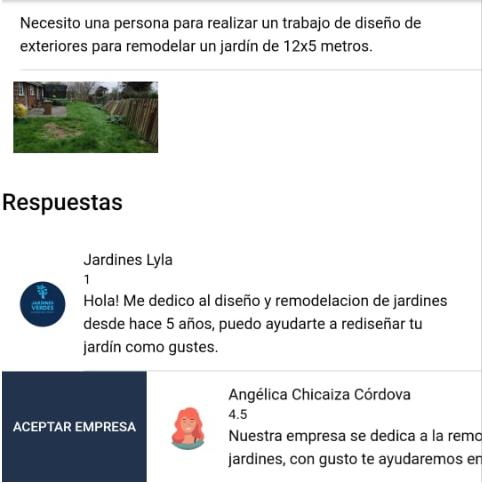 Necesito una persona para realizar un trabajo de diseño de
exteriores para remodelar un jardín de 12x5 metros.
Respuestas
Jardines Lyla
1
JARDINES
VERDES
Hola! Me dedico al diseño y remodelacion de jardines
desde hace 5 años, puedo ayudarte a rediseñar tu
jardín como gustes.
ACEPTAR EMPRESA
Angélica Chicaiza Córdova
4.5
Nuestra empresa se dedica a la remo
jardines, con gusto te ayudaremos en